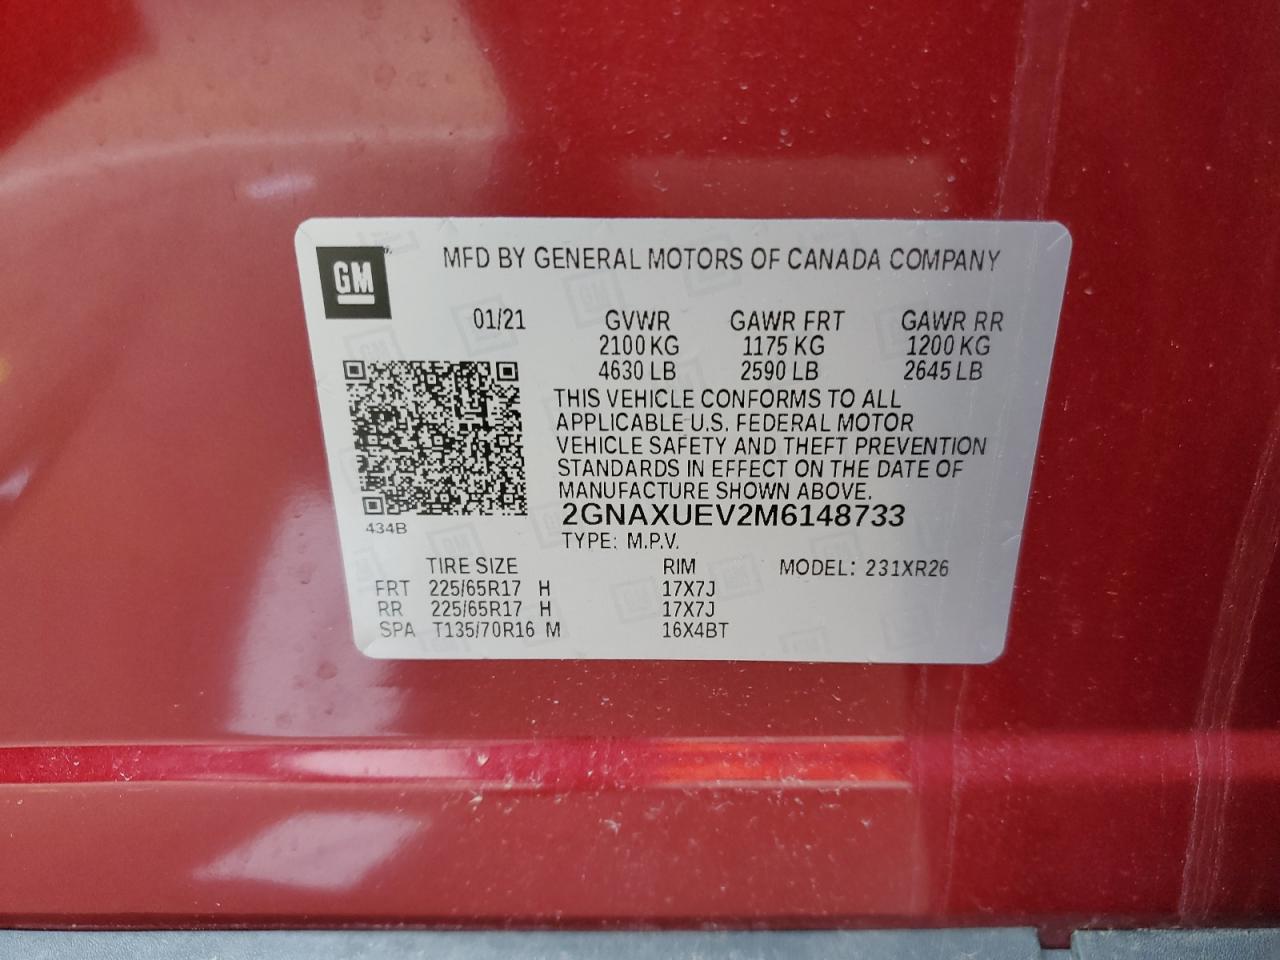 GM
MFD BY GENERAL MOTORS OF CANADA COMPANY
01/21 GVWR GAWR FRT GAWR RR
2100 KG 1175 KG 1200 KG
4630 LB 2590 LB 2645 LB
THIS VEHICLE CONFORMS TO ALL
APPLICABLE U.S. FEDERAL MOTOR
VEHICLE SAFETY AND THEFT PREVENTION
STANDARDS IN EFFECT ON THE DATE OF
MANUFACTURE SHOWN ABOVE.
434B
2GNAXUEV2M6148733
TYPE: M.P.V.
TIRE SIZE RIM MODEL: 231XR26
FRT 225/65R17 H 17X7J
RR 225/65R17 H 17X7J
SPA T135/70R16 M 16X4BT